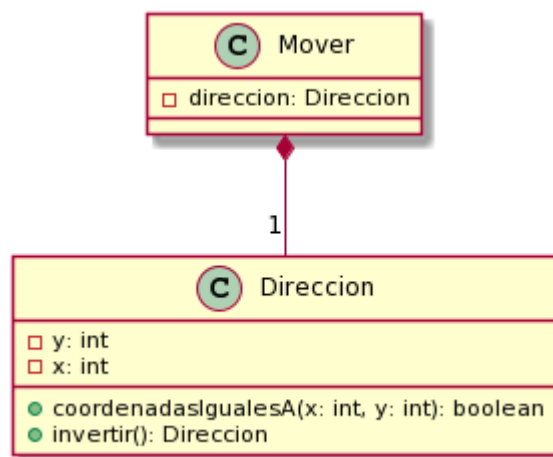 C Mover
direccion: Direccion
1
C Direccion
y: int
x: int
coordenadasIgualesA(x: int, y: int): boolean
invertir(): Direccion